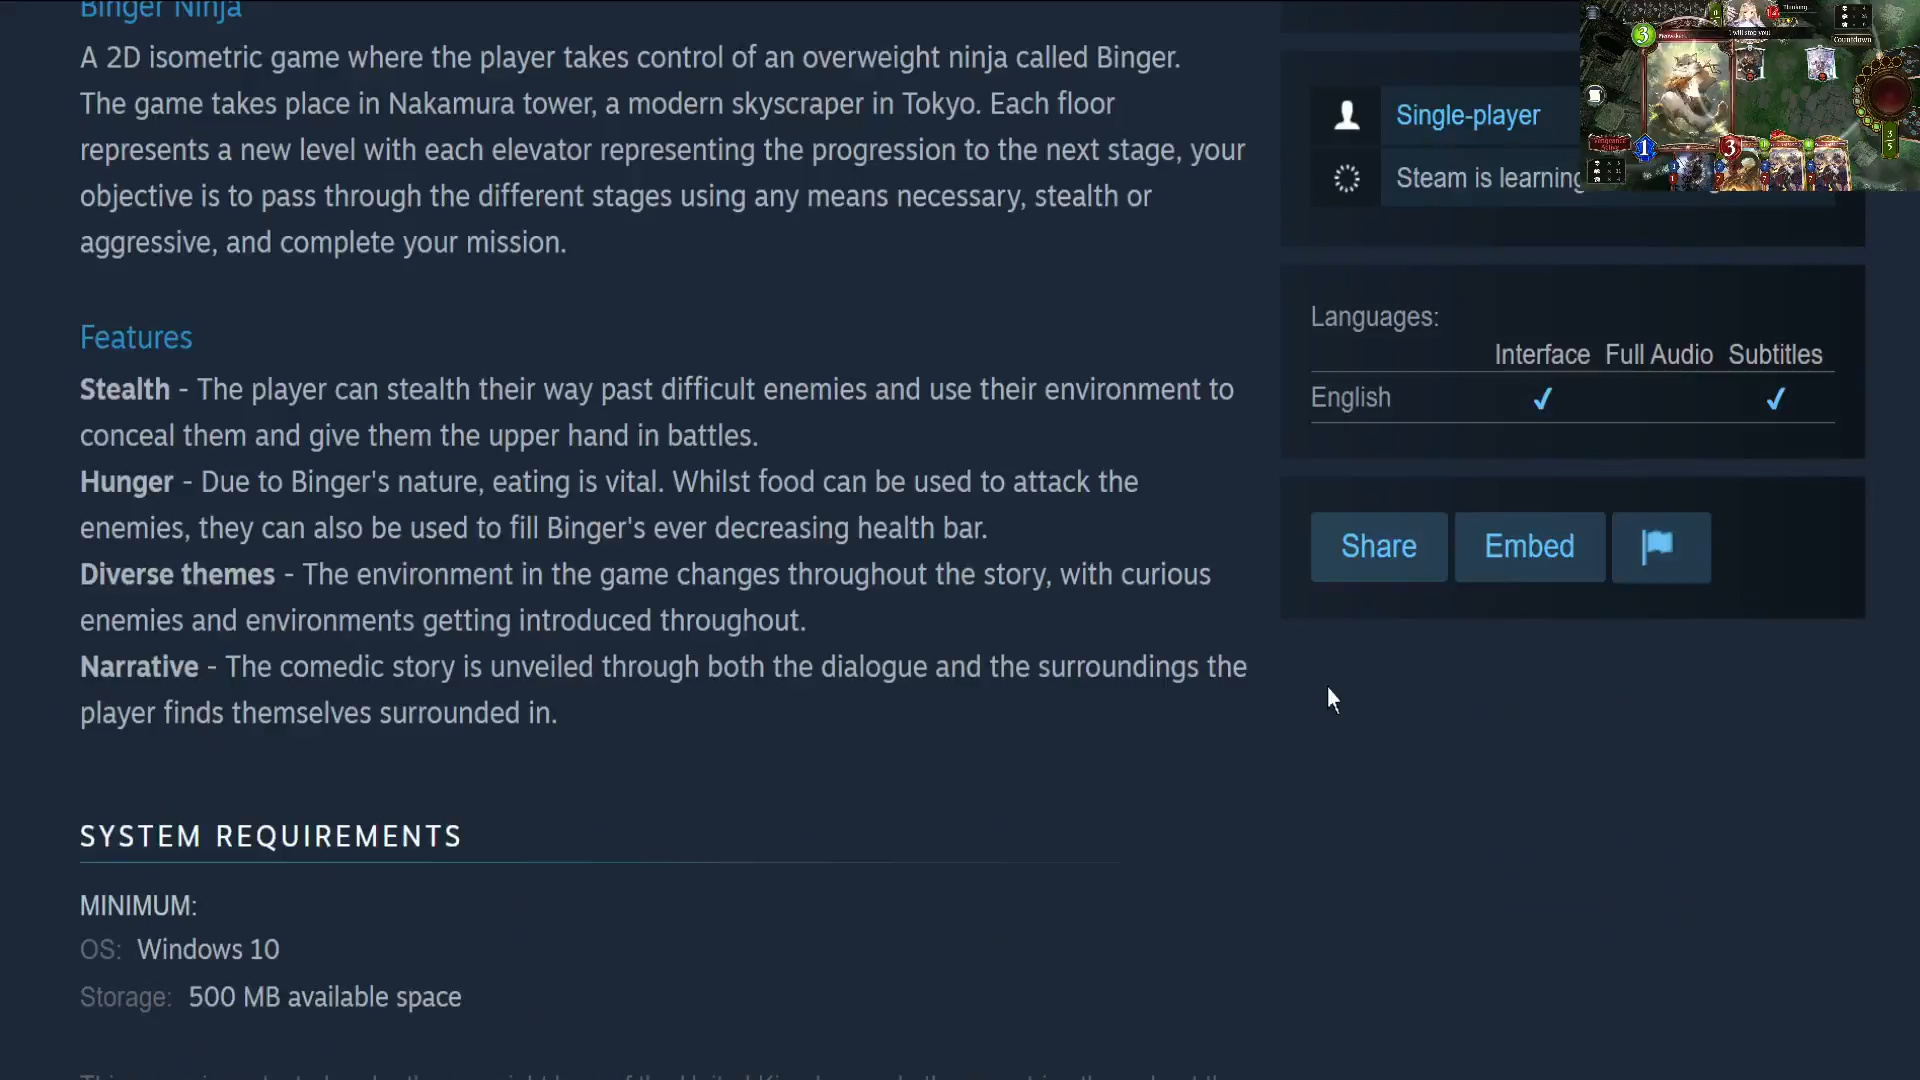 Binger Ninja
A 2D isometric game where the player takes control of an overweight ninja called Binger.
The game takes place in Nakamura tower, a modern skyscraper in Tokyo. Each floor
represents a new level with each elevator representing the progression to the next stage, your
objective is to pass through the different stages using any means necessary, stealth or
aggressive, and complete your mission.
Features
Stealth - The player can stealth their way past difficult enemies and use their environment to
conceal them and give them the upper hand in battles.
Hunger - Due to Binger's nature, eating is vital. Whilst food can be used to attack the
enemies, they can also be used to fill Binger's ever decreasing health bar.
Diverse themes - The environment in the game changes throughout the story, with curious
enemies and environments getting introduced throughout.
Narrative - The comedic story is unveiled through both the dialogue and the surroundings the
player finds themselves surrounded in.
SYSTEM REQUIREMENTS
MINIMUM:
OS: Windows 10
Storage: 500 MB available space
Single-player
Steam is learning
Languages:
Interface Full Audio Subtitles
English ✓ ✓
Share Embed
Thinking...
I will stop you!
Countdown
3
1
3